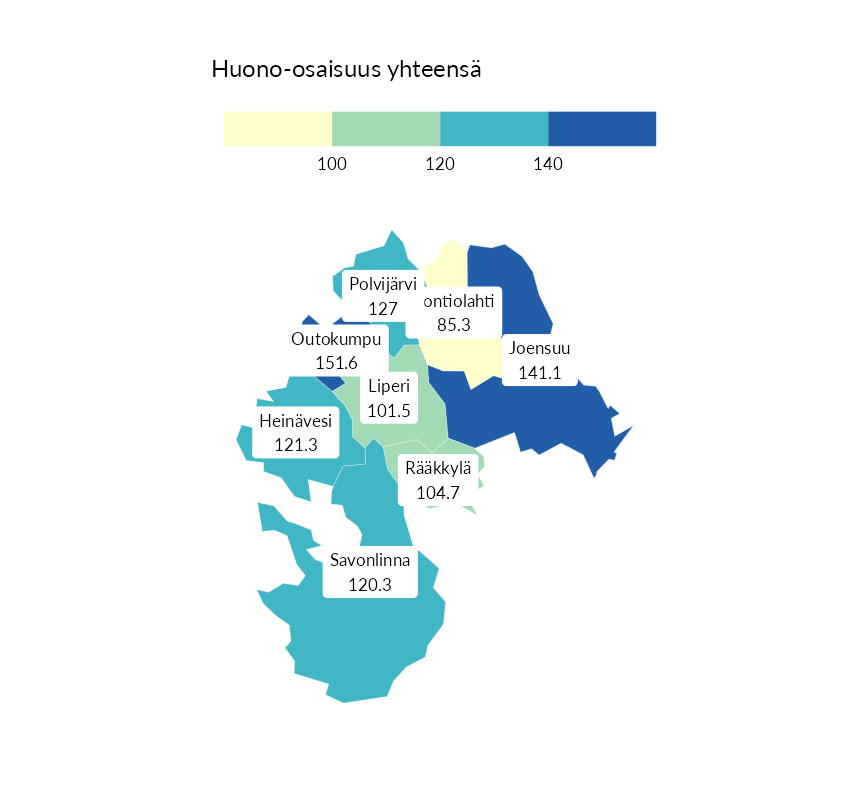 Huono-osaisuus yhteensä
100 120 140
Polvijärvi
127
ontiolahti
85.3
Outokumpu
151.6
Joensuu
141.1
Liperi
101.5
Heinävesi
121.3
Rääkkylä
104.7
Savonlinna
120.3